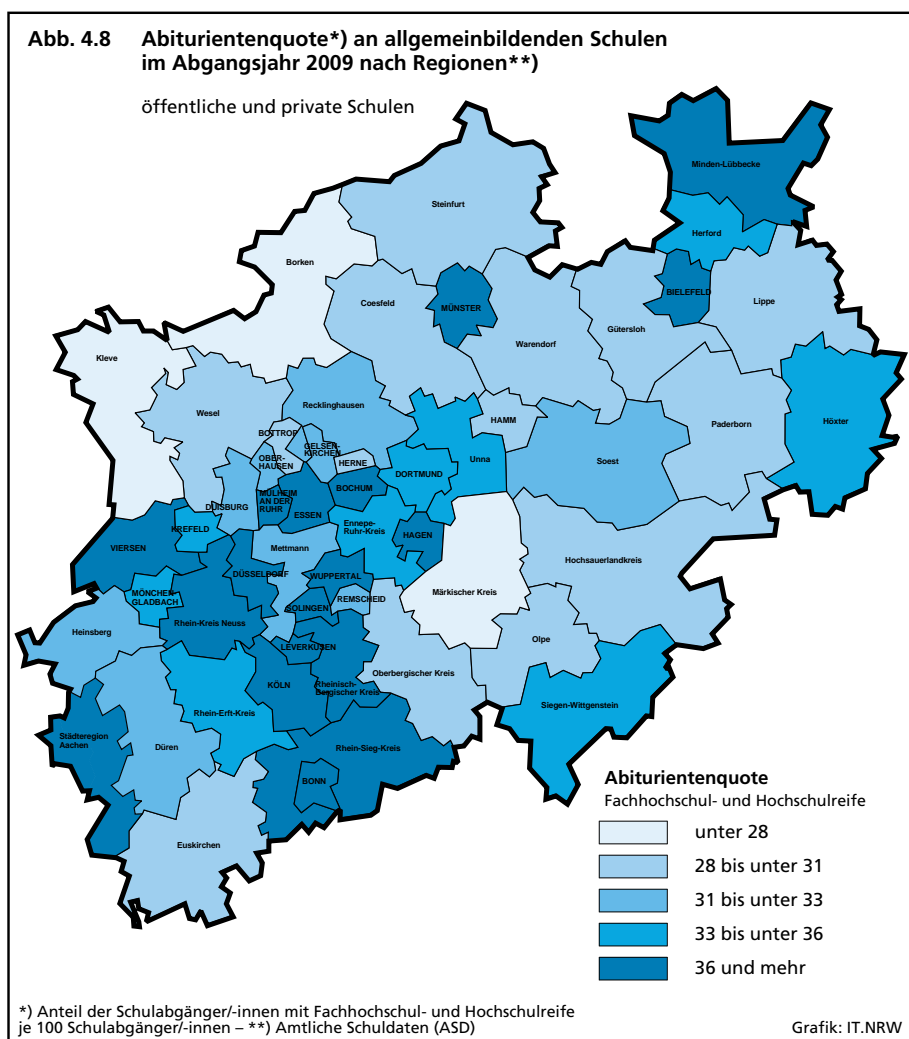 Abb. 4.8 Abiturientenquote*) an allgemeinbildenden Schulen
im Abgangsjahr 2009 nach Regionen**)
öffentliche und private Schulen
Minden-Lübbecke
Steinfurt
Herford
Borken
BIELEFELD
Lippe
Coesfeld
MÜNSTER
Gütersloh
Warendorf
Kleve
Recklinghausen
Wesel
HAMM
Paderborn
Höxter
BOTTROP
GELSEN-
KIRCHEN
OBER-
HAUSEN
HERNE
Unna
Soest
DORTMUND
BOCHUM
MÜLHEIM
AN DER
RUHR
DUISBURG
ESSEN
KREFELD
Ennepe-
Ruhr-Kreis
HAGEN
VIERSEN
Mettmann
Hochsauerlandkreis
DÜSSELDORF
WUPPERTAL
MÖNCHEN
GLADBACH
Märkischer Kreis
REMSCHEID
SOLINGEN
Rhein-Kreis Neuss
Heinsberg
Olpe
LEVERKUSEN
Oberbergischer Kreis
KÖLN
Rheinisch-
Bergischer Kreis
Siegen-Wittgenstein
Rhein-Erft-Kreis
Städteregion
Aachen
Düren
Rhein-Sieg-Kreis
BONN
Euskirchen
Abiturientenquote
Fachhochschul- und Hochschulreife
unter 28
28 bis unter 31
31 bis unter 33
33 bis unter 36
36 und mehr
*) Anteil der Schulabgänger/-innen mit Fachhochschul- und Hochschulreife
je 100 Schulabgänger/-innen – **) Amtliche Schuldaten (ASD)
Grafik: IT.NRW